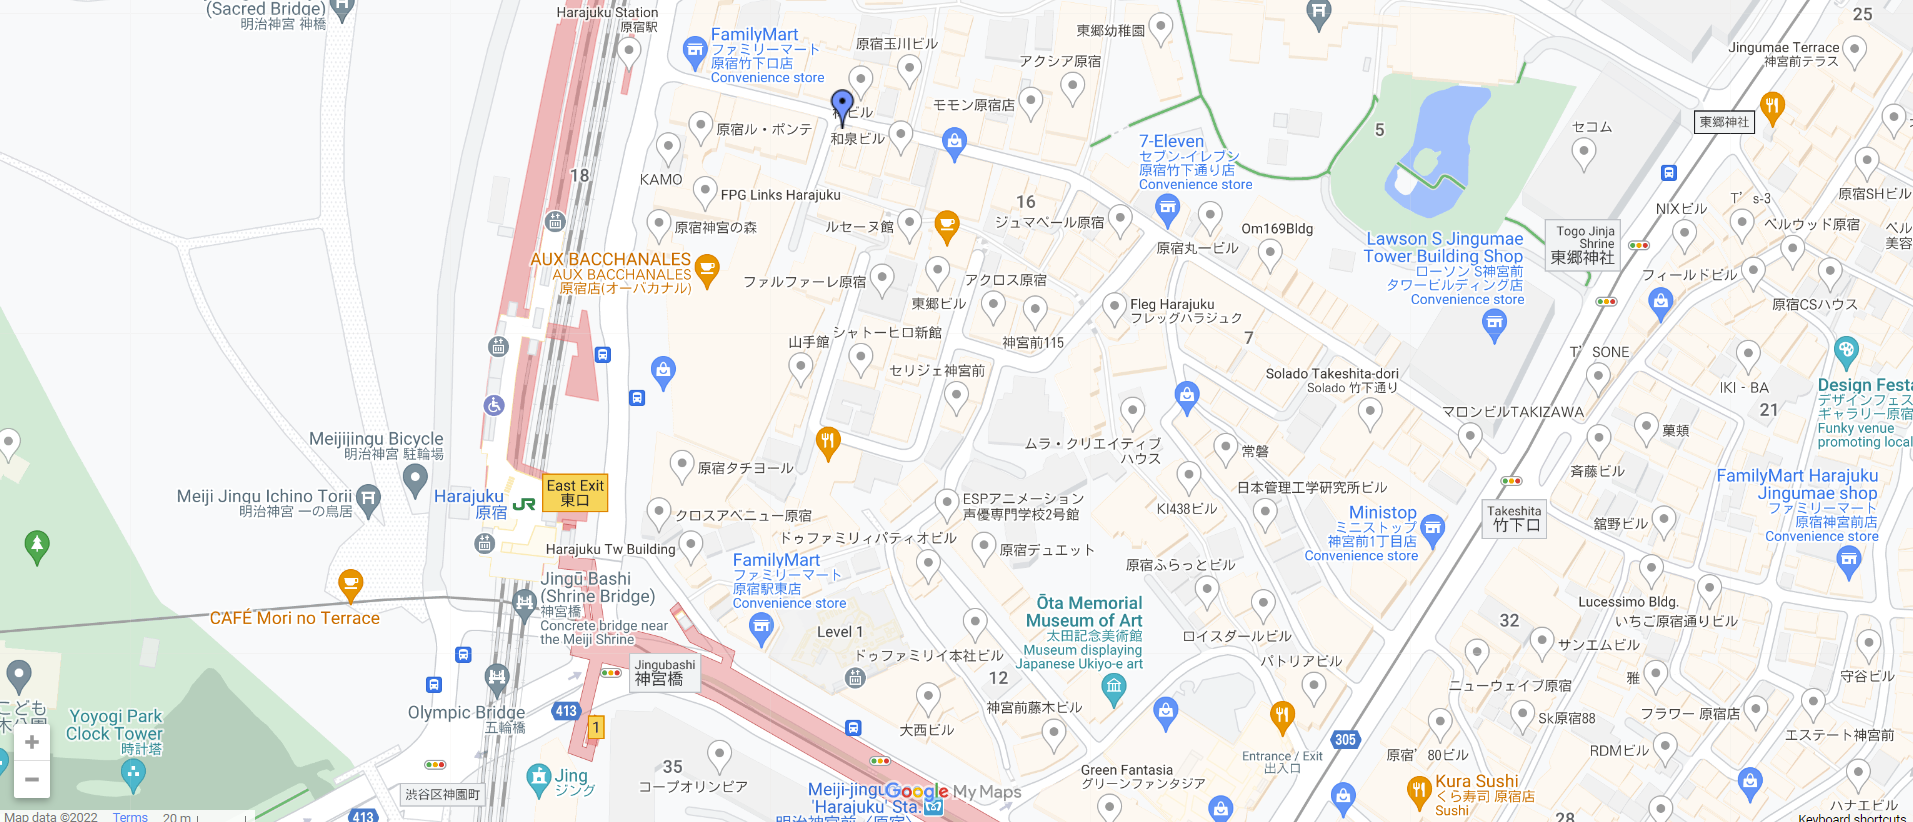 (Sacred Bridge)
明治神宮 神橋
Harajuku Station
原宿駅
FamilyMart
ファミリーマート
原宿竹下口店
Convenience store
原宿玉川ビル
東郷幼稚園
アクシア原宿
モモン原宿店
和泉ビル
原宿ル・ポンテ
KAMO
FPG Links Harajuku
原宿神宮の森
18
16
5
25
7-Eleven
セブン-イレブン
原宿竹下通り店
Convenience store
Jingumae Terrace
神宮前テラス
東郷神社
セコム
原宿SHビル
T's-3
NIXビル
ベルウッド原宿
ベル
美容
Togo Jinja
Shrine
東郷神社
フィールドビル
原宿CSハウス
ルセーヌ館
ジュマペール原宿
原宿丸一ビル
Om169Bldg
Lawson S Jingumae
Tower Building Shop
ローソン S神宮前
タワービルディング店
Convenience store
AUX BACCHANALES
AUX BACCHANALES
原宿店(オーバカナル)
ファルファーレ原宿
アクロス原宿
東郷ビル
Fleg Harajuku
フレッグハラジュク
シャトーヒロ新館
山手館
神宮前115
セリジェ神宮前
7
Solado Takeshita-dori
Solado 竹下通り
T' SONE
IKI - BA
21
Design Festa
デザインフェス
ギャラリー原宿
Funky venue
promoting local
マロンビルTAKIZAWA
菓頬
斉藤ビル
FamilyMart Harajuku
Jingumae shop
ファミリーマート
原宿神宮前店
Convenience store
Meijijingu Bicycle
明治神宮 駐輪場
Meiji Jingu Ichino Torii
明治神宮 一の鳥居
Harajuku
原宿
JR
East Exit
東口
原宿タチヨール
クロスアベニュー原宿
Harajuku Tw Building
ムラ・クリエイティブ
ハウス
常磐
ESPアニメーション
声優専門学校2号館
KI438ビル
日本管理工学研究所ビル
Ministop
ミニストップ
神宮前1丁目店
Convenience store
Takeshita
竹下口
舘野ビル
ドゥファミリィパティオビル
原宿デュエット
原宿ふらっとビル
FamilyMart
ファミリーマート
原宿駅東店
Convenience store
Jingū Bashi
(Shrine Bridge)
神宮橋
Concrete bridge near
the Meiji Shrine
CAFÉ Mori no Terrace
Level 1
ドゥファミリイ本社ビル
Ōta Memorial
Museum of Art
太田記念美術館
Museum displaying
Japanese Ukiyo-e art
ロイスダールビル
パトリアビル
Lucessimo Bldg.
いちご原宿通りビル
32
サンエムビル
ニューウェイブ原宿
雅
守谷ビル
Jingubashi
神宮橋
12
神宮前藤木ビル
大西ビル
Olympic Bridge
五輪橋
413
1
Yoyogi Park
Clock Tower
時計塔
こども
305
Entrance / Exit
出入口
Sk原宿88
原宿'80ビル
フラワー 原宿店
RDMビル
エステート神宮前
35
コープオリンピア
Jing
ジング
渋谷区神園町
Green Fantasia
グリーンファンタジア
Kura Sushi
くら寿司 原宿店
Sushi
ハナエビル
Meiji-jingu
'Harajuku' Sta.
明治神宮前〈原宿〉
Google My Maps
28
413
Map data ©2022
Terms
20 m
Keyboard shortcuts